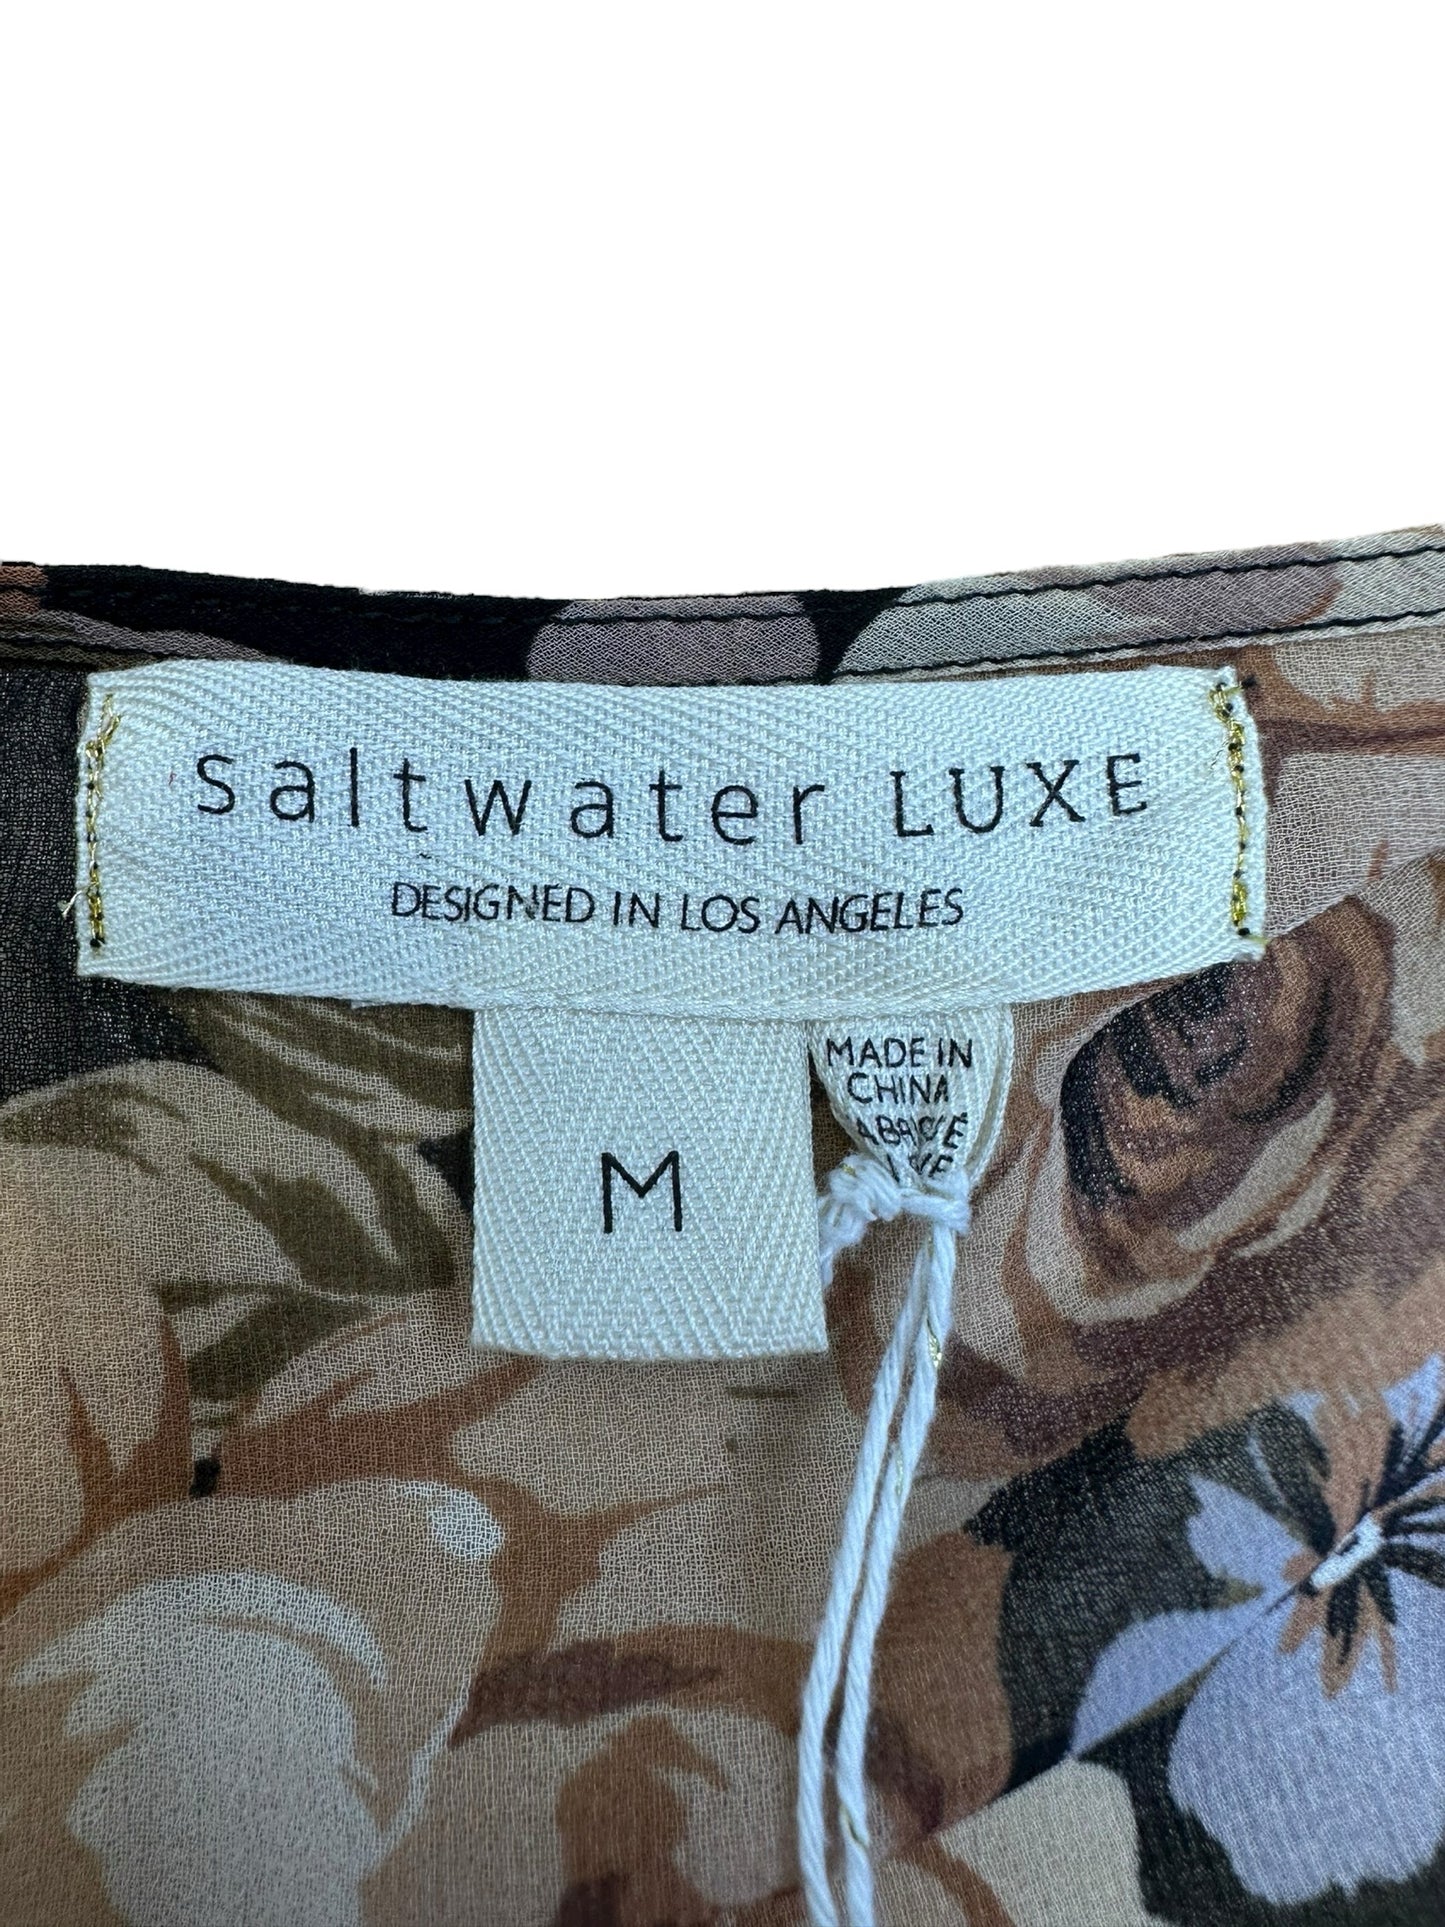 saltwater LUXE
DESIGNED IN LOS ANGELES
M
MADE IN
CHINA